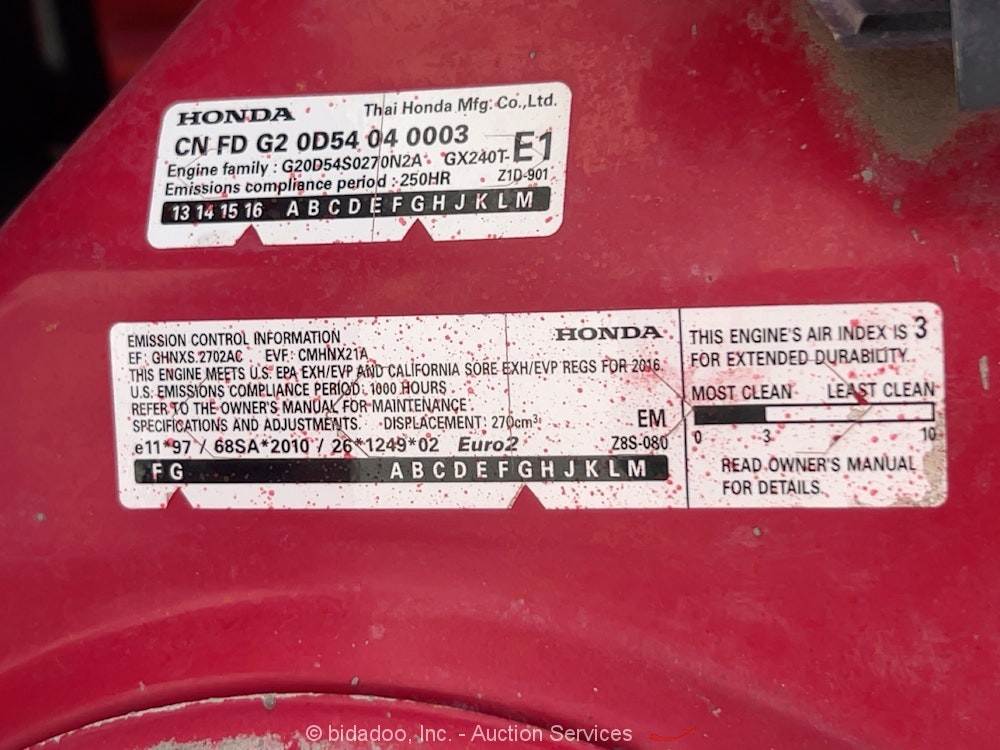 HONDA Thai Honda Mfg. Co.,Ltd.
CN FD G2 0D54 04 0003 E1
Engine family : G20D54S0270N2A GX240T-
Emissions compliance period : 250HR Z1D-901
13 14 15 16 A B C D E F G H J K L M
EMISSION CONTROL INFORMATION HONDA
EF: GHNXS.2702AC EVF: CMHNX21A
THIS ENGINE MEETS U.S. EPA EXH/EVP AND CALIFORNIA SORE EXH/EVP REGS FOR 2016.
U.S. EMISSIONS COMPLIANCE PERIOD: 1000 HOURS
REFER TO THE OWNER'S MANUAL FOR MAINTENANCE
SPECIFICATIONS AND ADJUSTMENTS. DISPLACEMENT: 270cm³ EM
e11*97 / 68SA*2010 / 26*1249*02 Euro2 Z8S-080
F G A B C D E F G H J K L M
THIS ENGINE'S AIR INDEX IS 3
FOR EXTENDED DURABILITY.
MOST CLEAN LEAST CLEAN
0 3 10
READ OWNER'S MANUAL
FOR DETAILS.
© bidadoo, Inc. - Auction Services